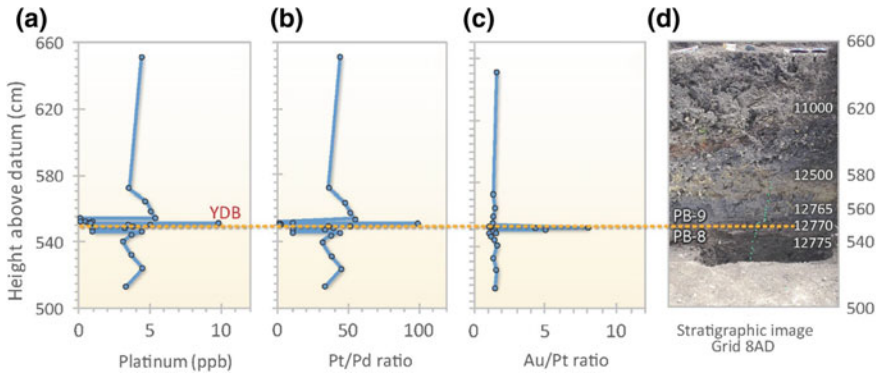 (a)
(b)
(c)
(d)
Height above datum (cm)
660
620
580
540
500
YDB
0
5
10
Platinum (ppb)
0
50
100
Pt/Pd ratio
0
5
10
Au/Pt ratio
11000
12500
12765
PB-9
12770
PB-8
12775
660
620
580
560
540
500
Stratigraphic image
Grid 8AD